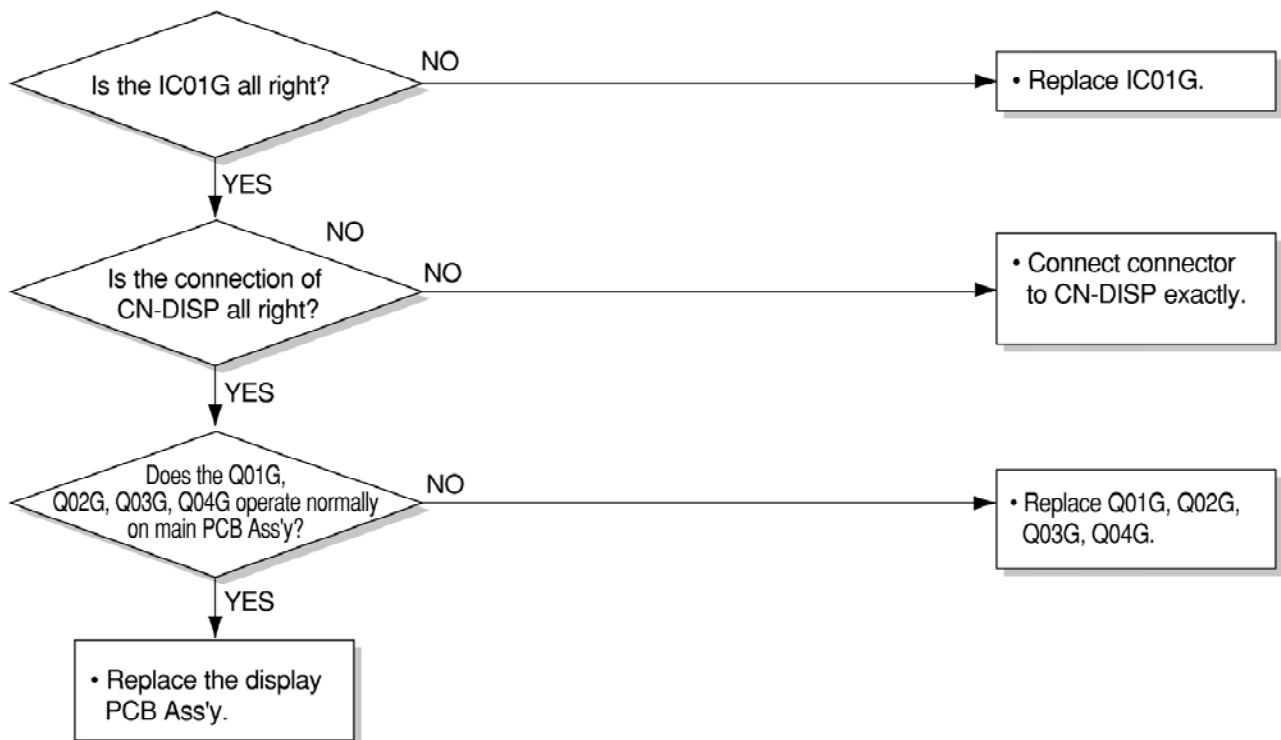 Is the IC01G all right?
NO
• Replace IC01G.
YES
NO
Is the connection of
CN-DISP all right?
NO
• Connect connector
to CN-DISP exactly.
YES
Does the Q01G,
Q02G, Q03G, Q04G operate normally
on main PCB Ass'y?
NO
• Replace Q01G, Q02G,
Q03G, Q04G.
YES
• Replace the display
PCB Ass'y.